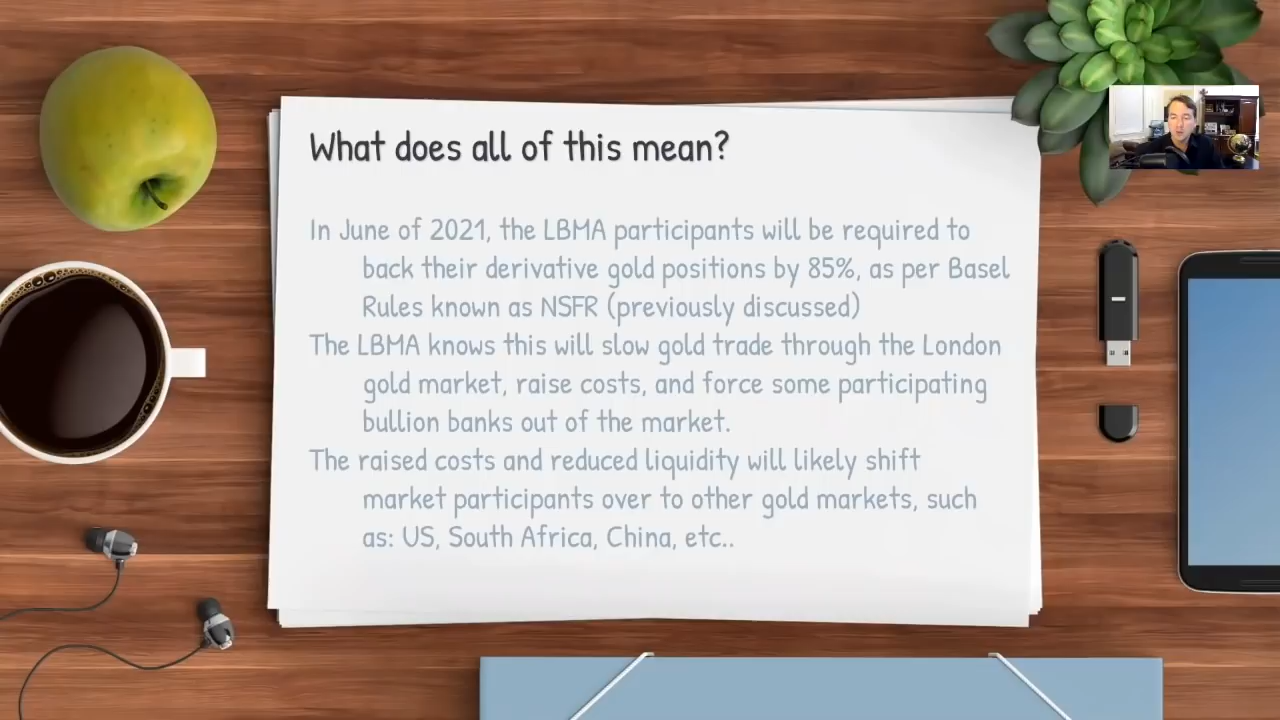 What does all of this mean?
In June of 2021, the LBMA participants will be required to
back their derivative gold positions by 85%, as per Basel
Rules known as NSFR (previously discussed)
The LBMA knows this will slow gold trade through the London
gold market, raise costs, and force some participating
bullion banks out of the market.
The raised costs and reduced liquidity will likely shift
market participants over to other gold markets, such
as: US, South Africa, China, etc..